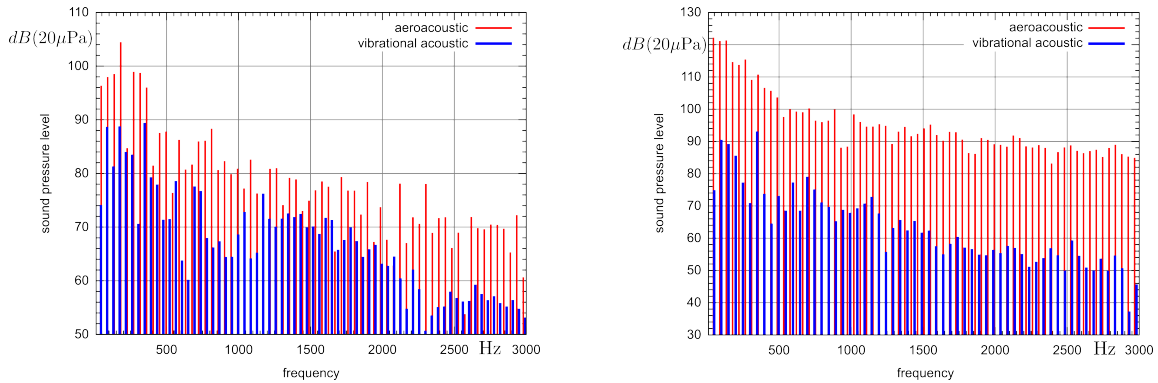 110
dB(20μPa)
100
90
80
70
60
50
sound pressure level
aeroacoustic
vibrational acoustic
500
1000
1500
2000
2500
Hz
3000
frequency
130
120
dB(20μPa)
110
100
90
80
70
60
50
40
30
sound pressure level
aeroacoustic
vibrational acoustic
500
1000
1500
2000
2500
Hz
3000
frequency